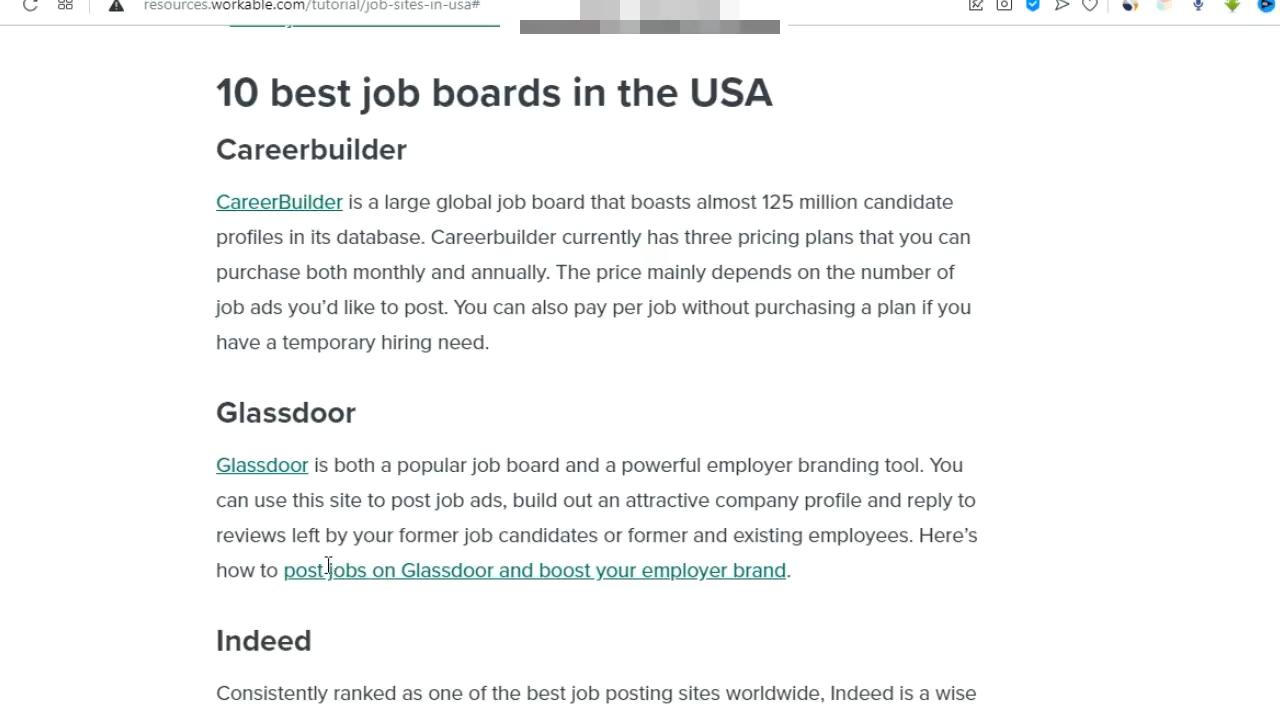 resources.workable.com/tutorial/job-sites-in-usa#
10 best job boards in the USA
Careerbuilder
CareerBuilder is a large global job board that boasts almost 125 million candidate
profiles in its database. Careerbuilder currently has three pricing plans that you can
purchase both monthly and annually. The price mainly depends on the number of
job ads you’d like to post. You can also pay per job without purchasing a plan if you
have a temporary hiring need.
Glassdoor
Glassdoor is both a popular job board and a powerful employer branding tool. You
can use this site to post job ads, build out an attractive company profile and reply to
reviews left by your former job candidates or former and existing employees. Here’s
how to post jobs on Glassdoor and boost your employer brand.
Indeed
Consistently ranked as one of the best job posting sites worldwide, Indeed is a wise